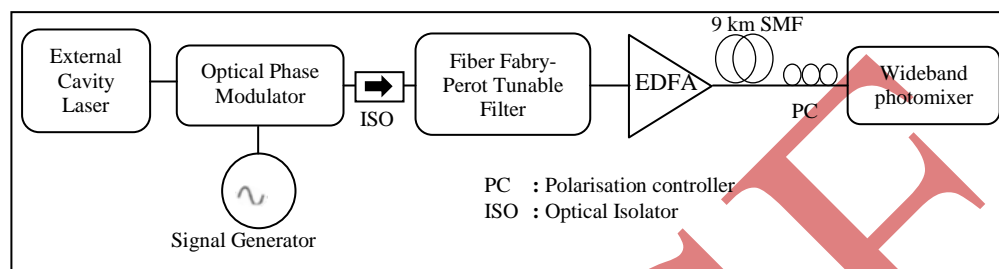 External
Cavity
Laser
Optical Phase
Modulator
ISO
Fiber Fabry-
Perot Tunable
Filter
EDFA
9 km SMF
PC
Wideband
photomixer
Signal Generator
PC : Polarisation controller
ISO : Optical Isolator